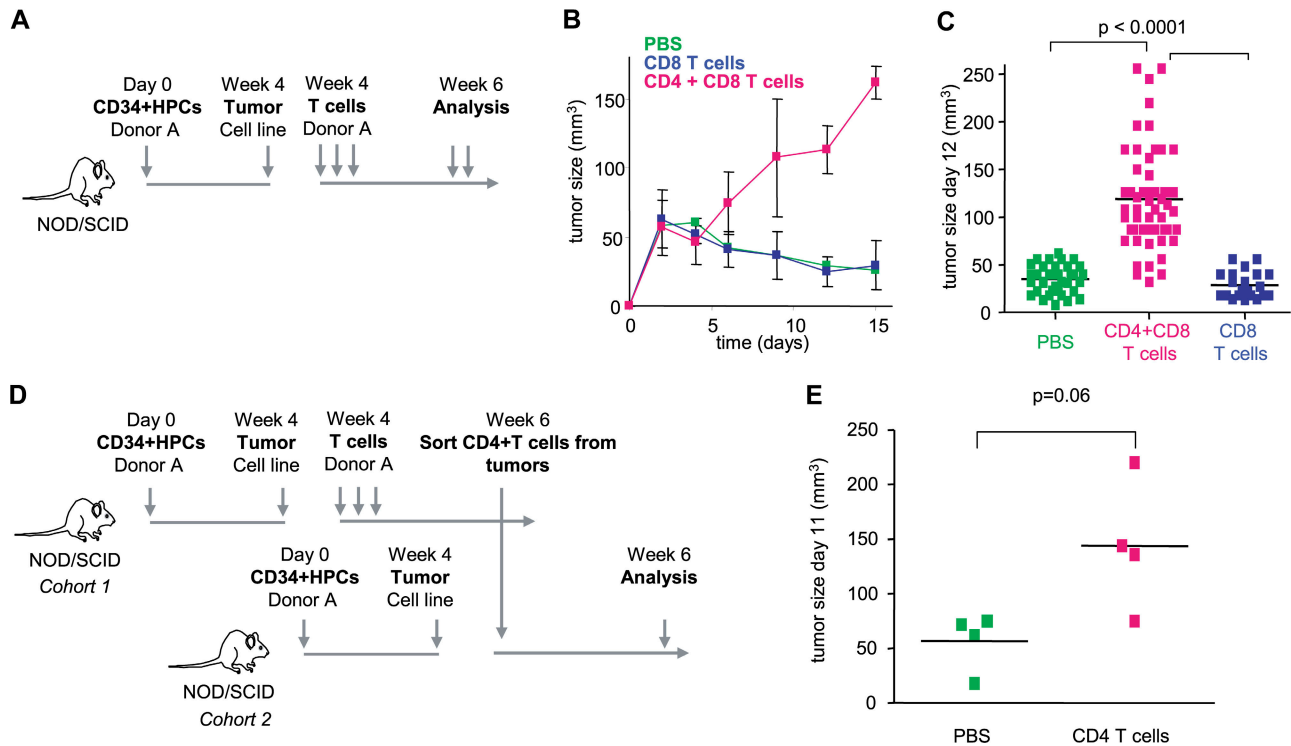 A
Day 0
CD34+HPCs
Donor A
Week 4
Tumor
Cell line
Week 4
T cells
Donor A
Week 6
Analysis
NOD/SCID
B
PBS
CD8 T cells
CD4 + CD8 T cells
tumor size (mm³)
150
100
50
0
0
5
10
15
time (days)
C
p < 0.0001
tumor size day 12 (mm³)
250
200
150
100
50
0
PBS
CD4+CD8
T cells
CD8
T cells
D
Day 0
CD34+HPCs
Donor A
Week 4
Tumor
Cell line
Week 4
T cells
Donor A
Week 6
Sort CD4+T cells from
tumors
NOD/SCID
Cohort 1
Day 0
CD34+HPCs
Donor A
Week 4
Tumor
Cell line
Week 6
Analysis
NOD/SCID
Cohort 2
E
p=0.06
tumor size day 11 (mm³)
250
200
150
100
50
0
PBS
CD4 T cells